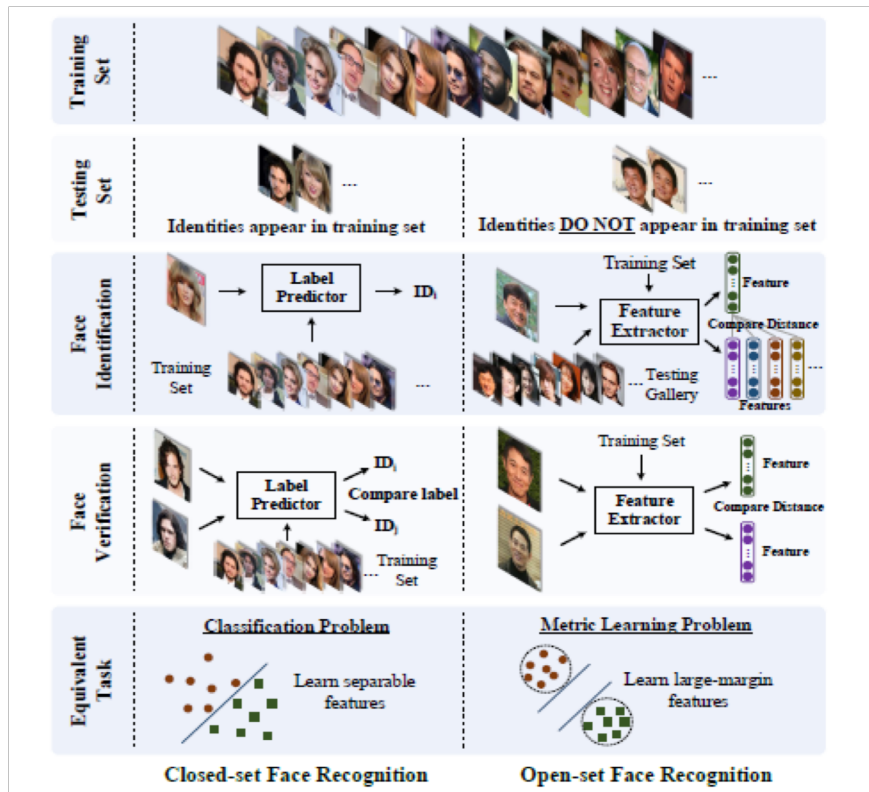 Training
Set
...
Testing
Set
...
Identities appear in training set
...
Identities DO NOT appear in training set
Face
Identification
Label
Predictor
IDi
Training
Set
...
Training Set
Feature
Extractor
Feature
Compare Distance
... Testing
Gallery
...
Features
Face
Verification
Label
Predictor
IDi
Compare label
IDj
... Training
Set
Training Set
Feature
Extractor
Feature
Compare Distance
Feature
Equivalent
Task
Classification Problem
Learn separable
features
Metric Learning Problem
Learn large-margin
features
Closed-set Face Recognition
Open-set Face Recognition